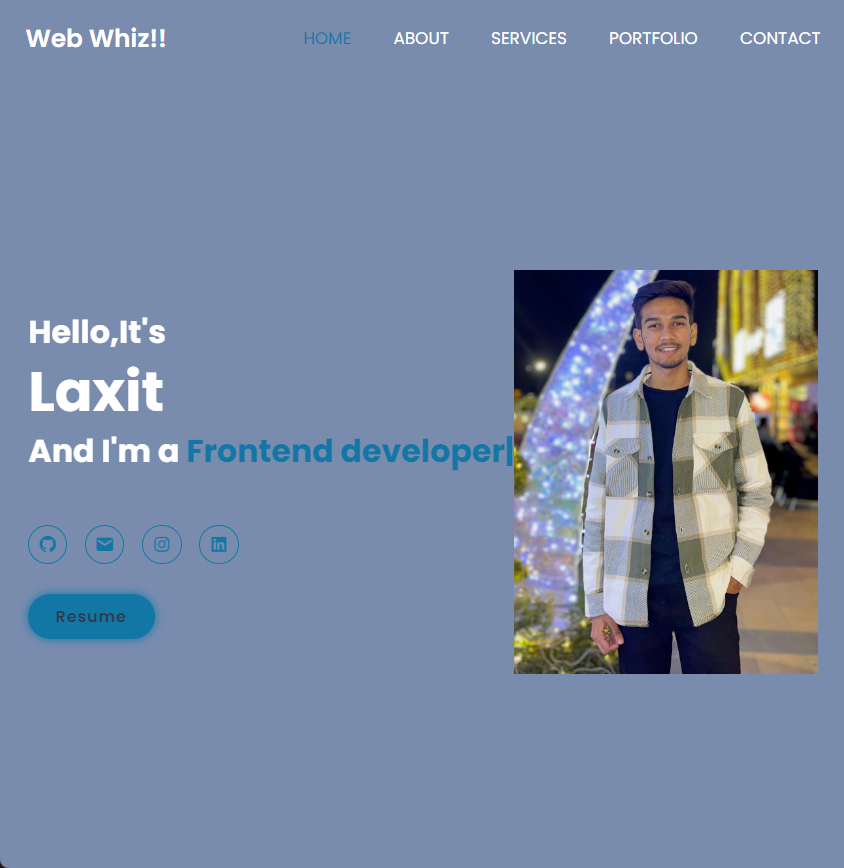 Web Whiz!!
HOME ABOUT SERVICES PORTFOLIO CONTACT
Hello,It's
Laxit
And I'm a Frontend developer|
Resume